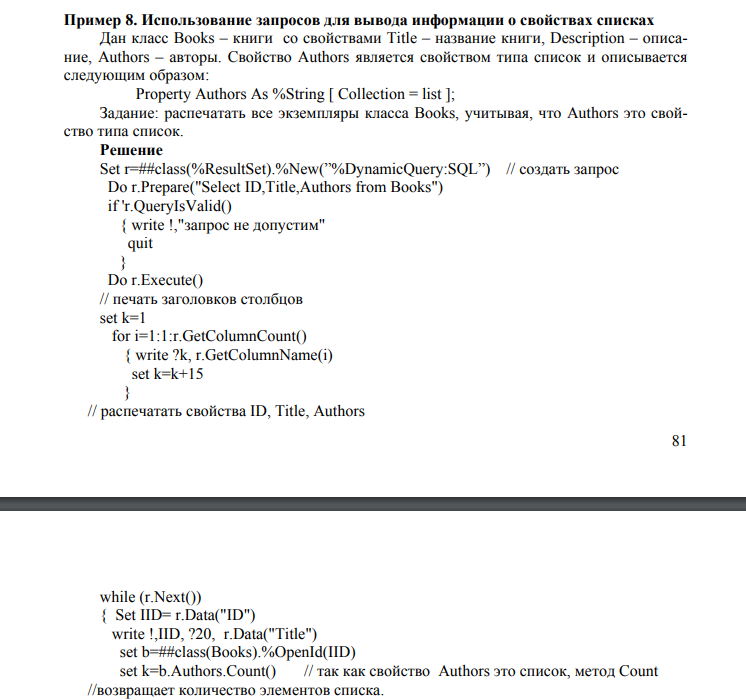 Пример 8. Использование запросов для вывода информации о свойствах списках
Дан класс Books – книги со свойствами Title – название книги, Description – описа-
ние, Authors – авторы. Свойство Authors является свойством типа список и описывается
следующим образом:
Property Authors As %String [ Collection = list ];
Задание: распечатать все экземпляры класса Books, учитывая, что Authors это свой-
ство типа список.
Решение
Set r=##class(%ResultSet).%New(”%DynamicQuery:SQL”) // создать запрос
Do r.Prepare("Select ID,Title,Authors from Books")
if 'r.QueryIsValid()
{ write !,"запрос не допустим"
quit
}
Do r.Execute()
// печать заголовков столбцов
set k=1
for i=1:1:r.GetColumnCount()
{ write ?k, r.GetColumnName(i)
set k=k+15
}
// распечатать свойства ID, Title, Authors
81
while (r.Next())
{ Set IID= r.Data("ID")
write !,IID, ?20, r.Data("Title")
set b=##class(Books).%OpenId(IID)
set k=b.Authors.Count() // так как свойство Authors это список, метод Count
//возвращает количество элементов списка.